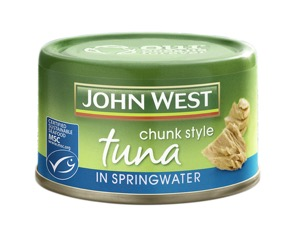 JOHN WEST
chunk style
tuna
IN SPRINGWATER
CERTIFIED
SUSTAINABLE
SEAFOOD
MSC